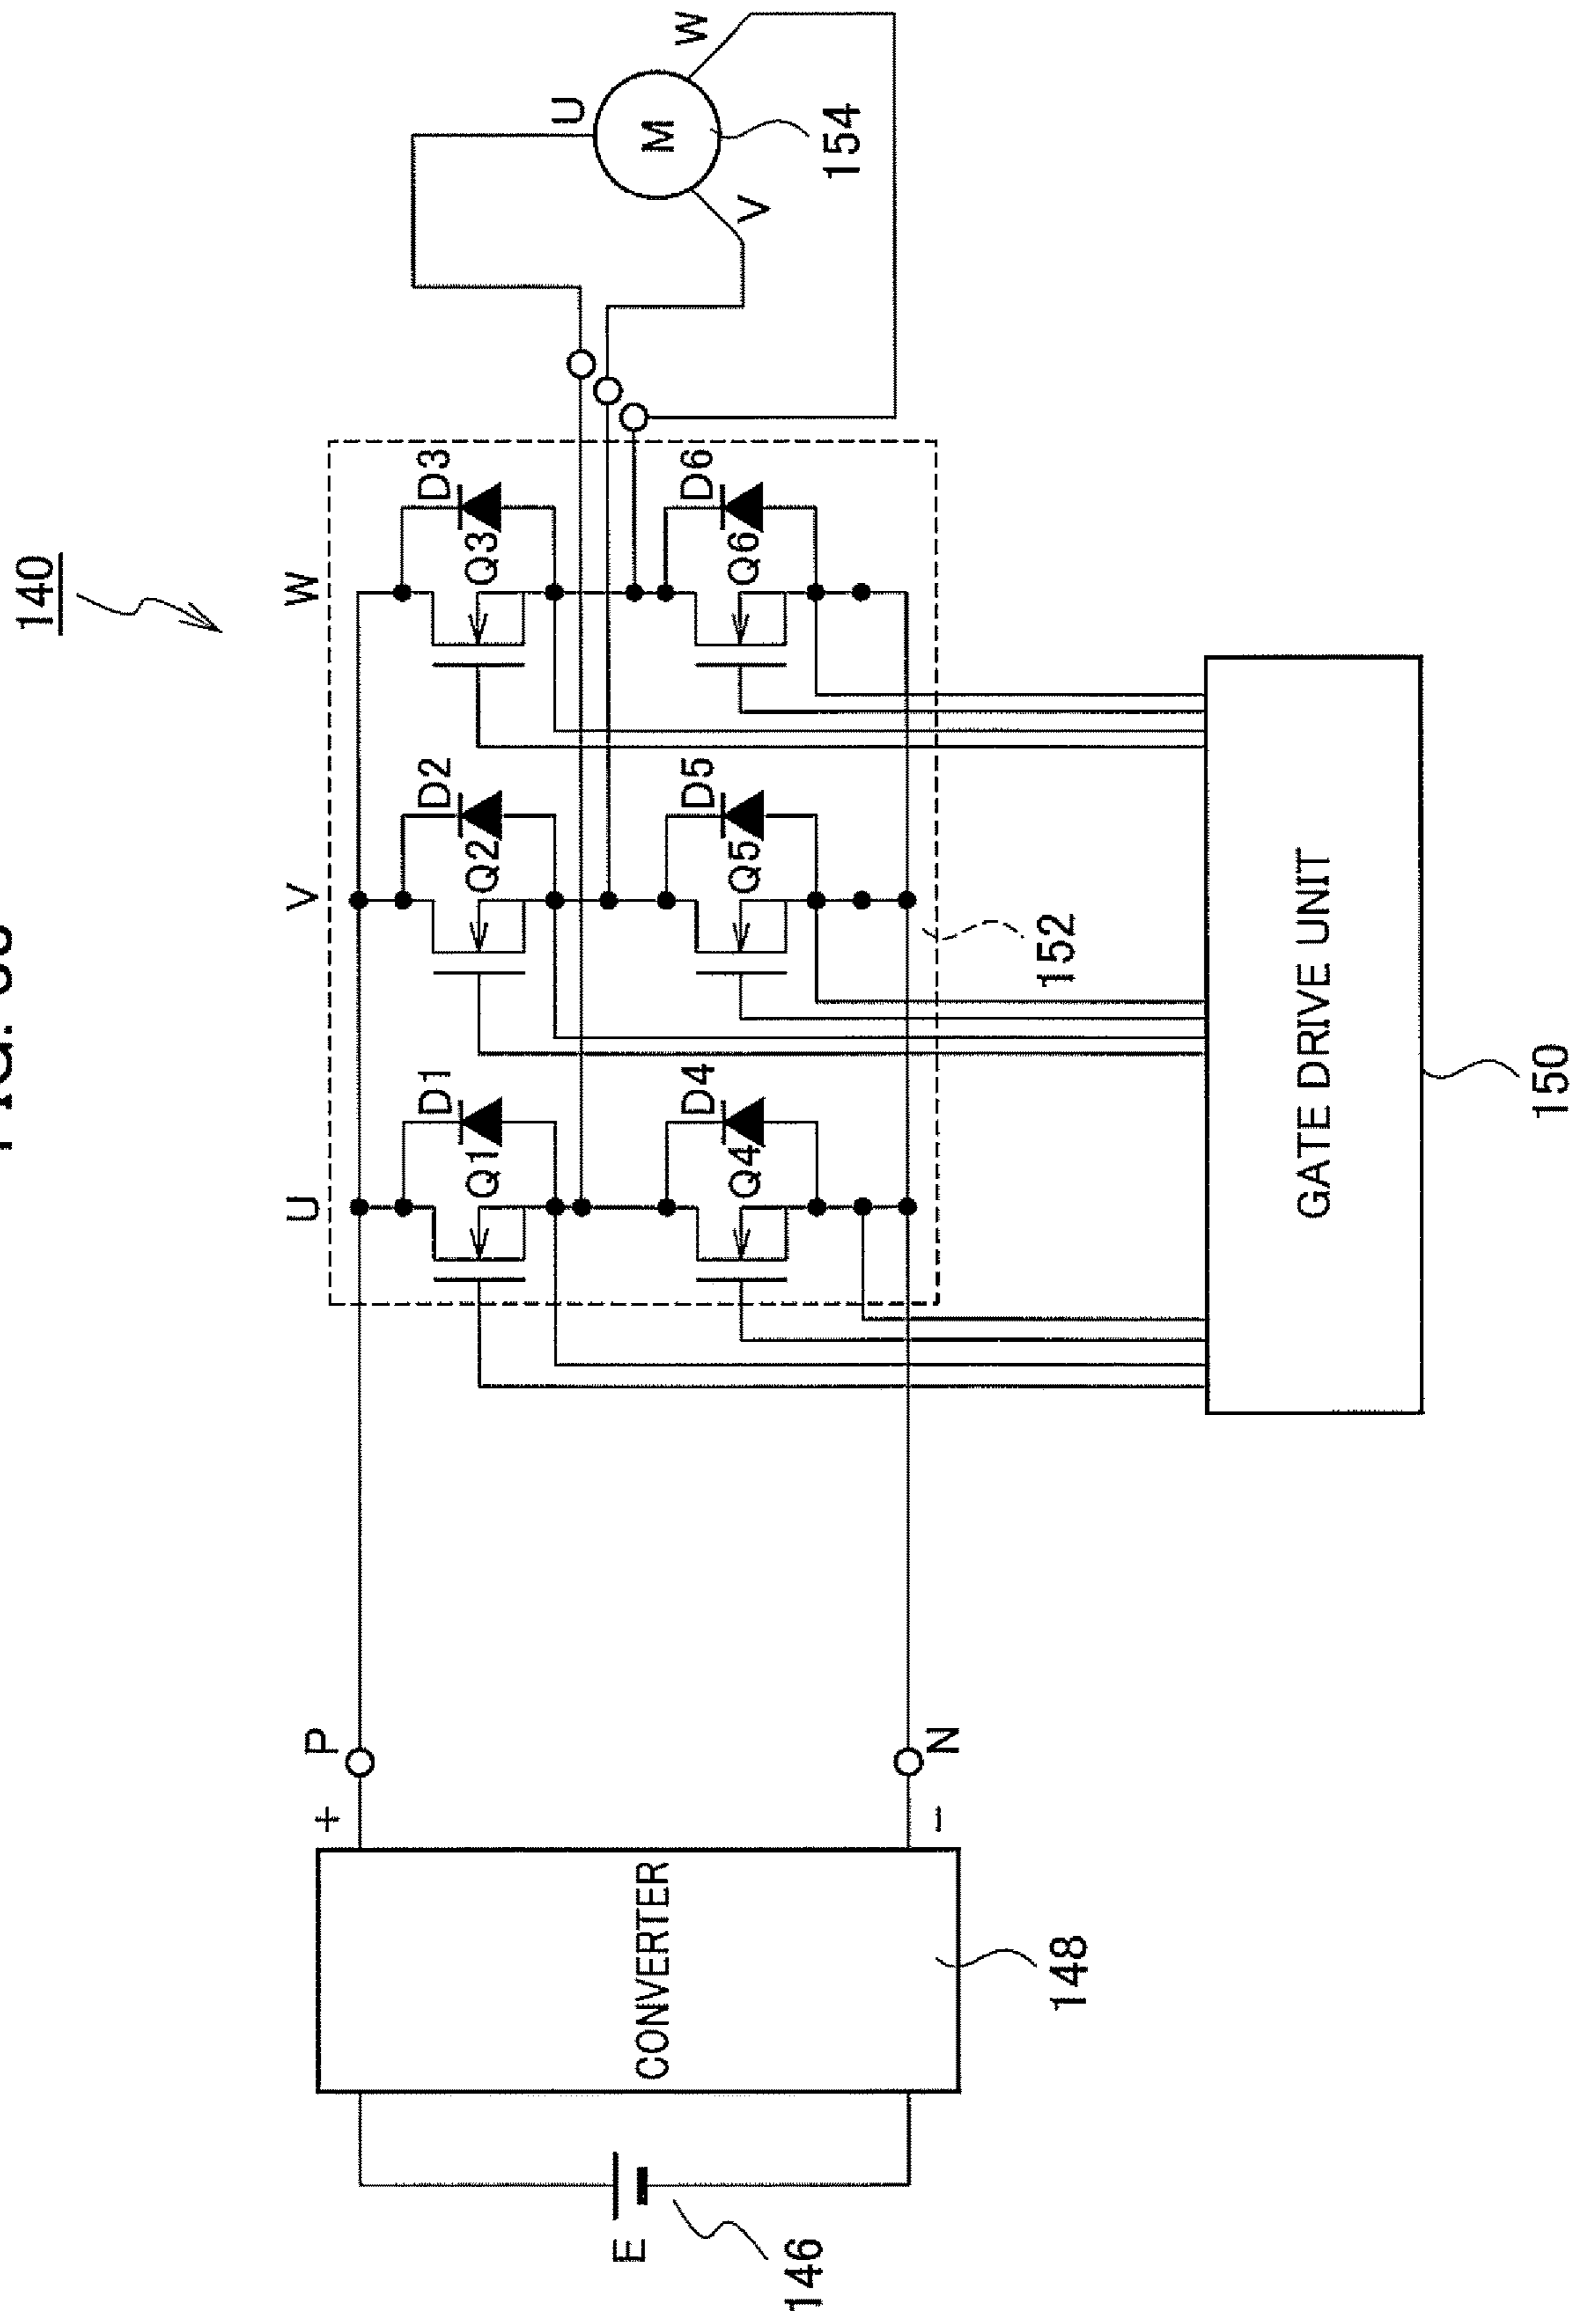 140
U
V
W
D1
D2
D3
Q1
Q2
Q3
D4
D5
D6
Q4
Q5
Q6
U
V
W
M
154
152
P
+
N
−
E
146
CONVERTER
148
GATE DRIVE UNIT
150